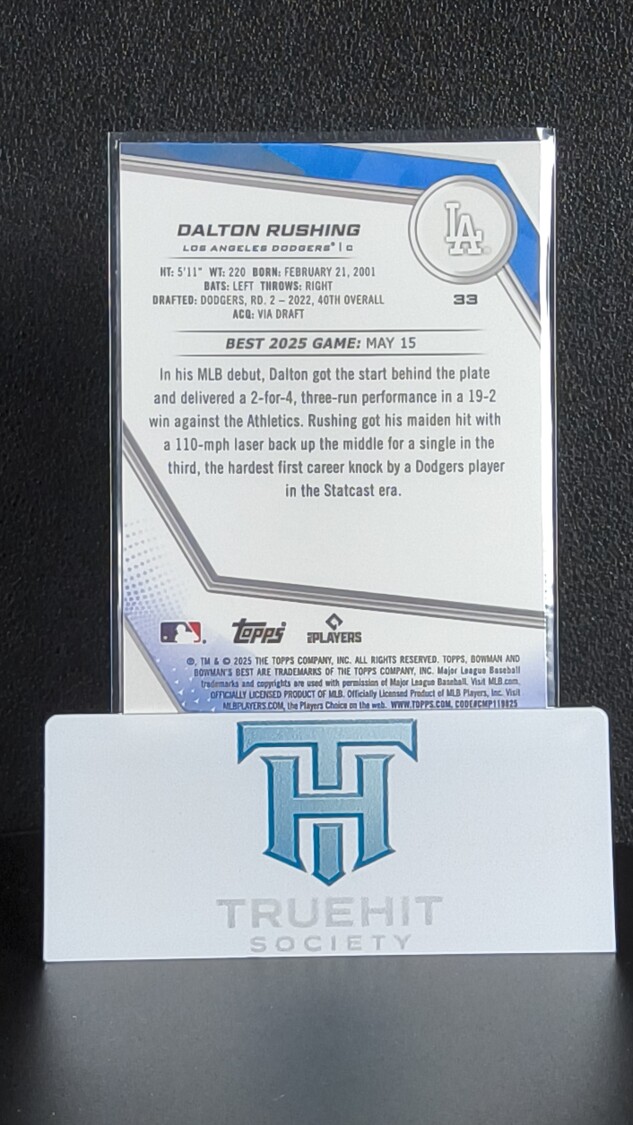 DALTON RUSHING
LOS ANGELES DODGERS® | C
LA
33
HT: 5'11" WT: 220 BORN: FEBRUARY 21, 2001
BATS: LEFT THROWS: RIGHT
DRAFTED: DODGERS, RD. 2 – 2022, 40TH OVERALL
ACQ: VIA DRAFT
BEST 2025 GAME: MAY 15
In his MLB debut, Dalton got the start behind the plate
and delivered a 2-for-4, three-run performance in a 19-2
win against the Athletics. Rushing got his maiden hit with
a 110-mph laser back up the middle for a single in the
third, the hardest first career knock by a Dodgers player
in the Statcast era.
Topps
PLAYERS
®, TM & © 2025 THE TOPPS COMPANY, INC. ALL RIGHTS RESERVED. TOPPS, BOWMAN AND
BOWMAN'S BEST ARE TRADEMARKS OF THE TOPPS COMPANY, INC. Major League Baseball
trademarks and copyrights are used with permission of Major League Baseball. Visit MLB.com.
OFFICIALLY LICENSED PRODUCT OF MLB. Officially Licensed Product of MLB Players, Inc. Visit
MLBPLAYERS.COM, the Players Choice on the web. WWW.TOPPS.COM. CODE#CMP119825
TH
TRUEHIT
SOCIETY